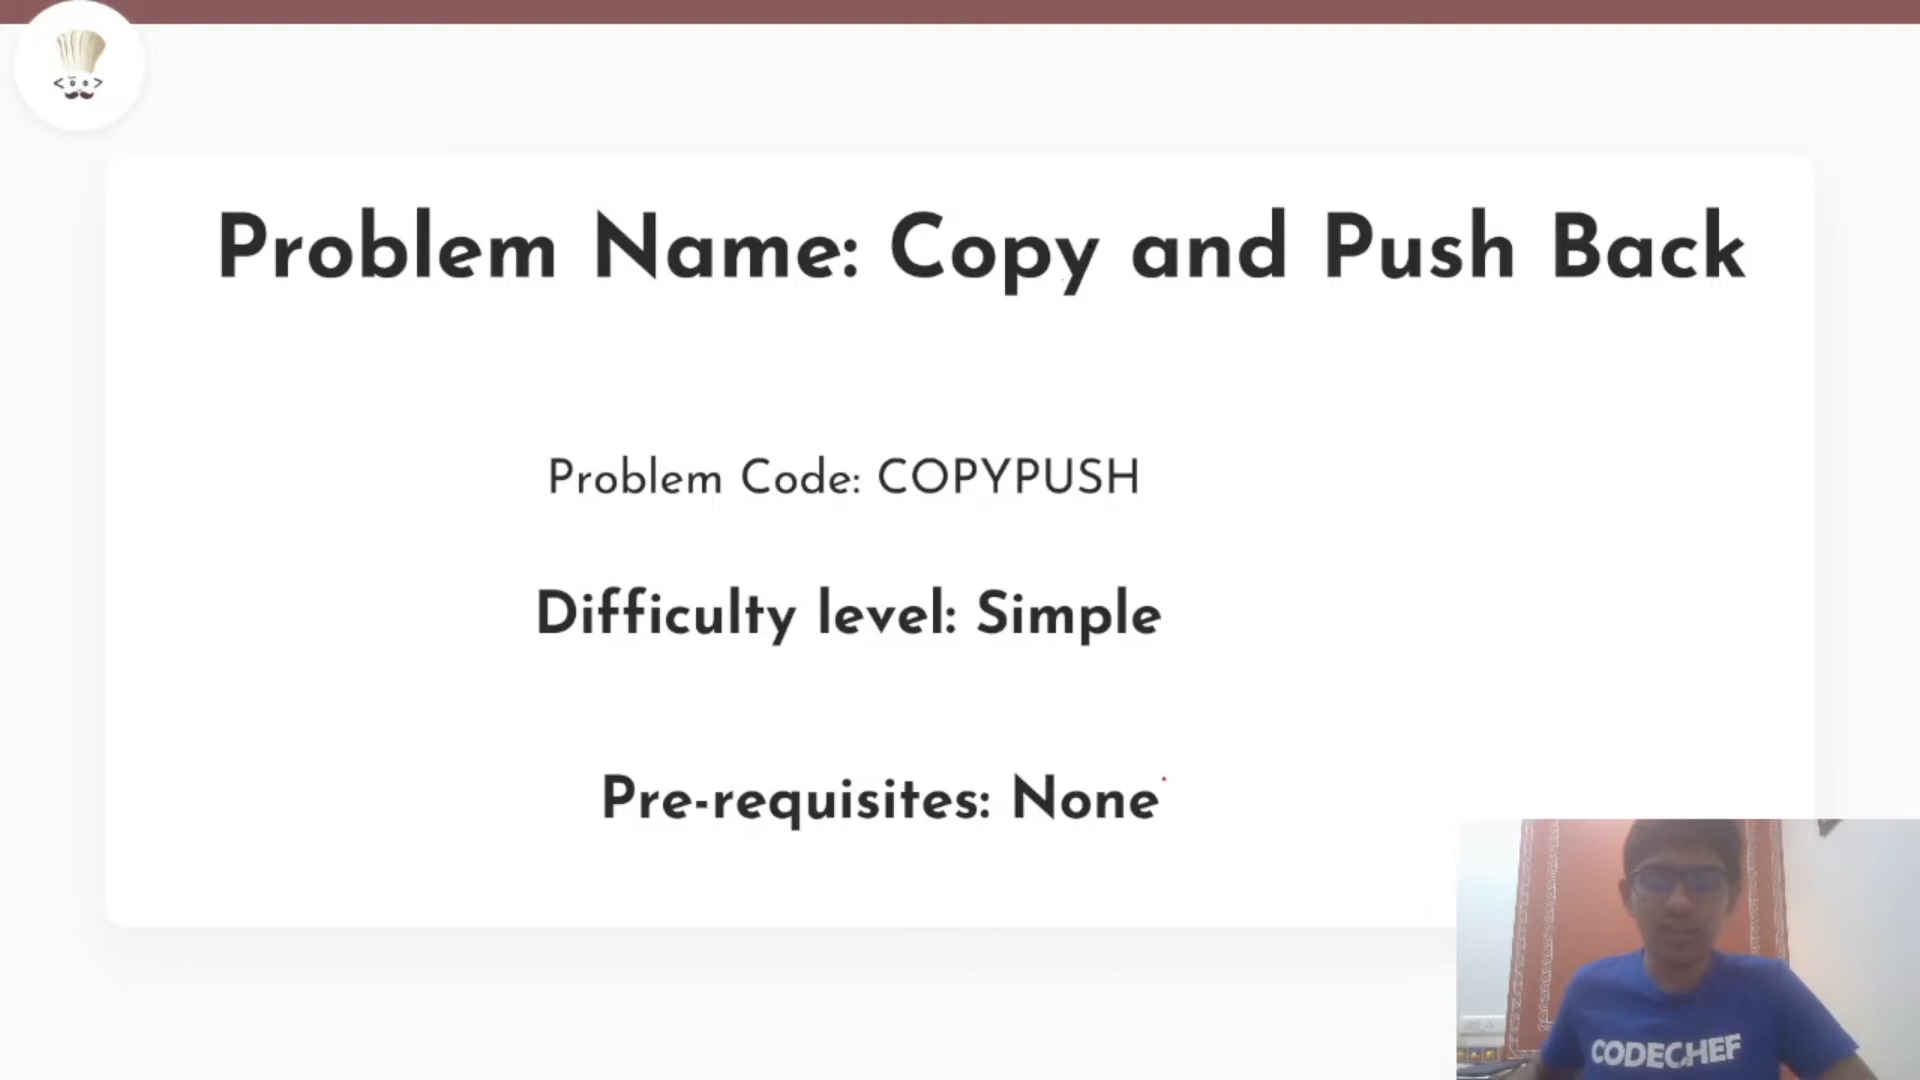 Problem Name: Copy and Push Back
Problem Code: COPYPUSH
Difficulty level: Simple
Pre-requisites: None
CODECHEF